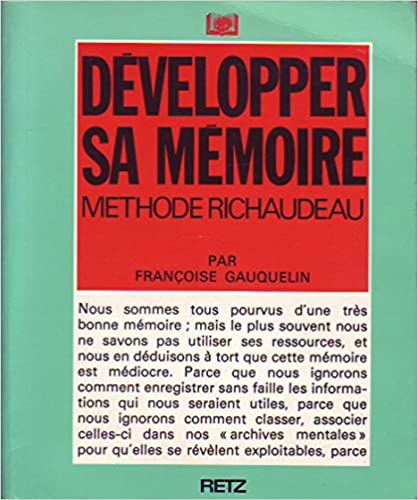 DÉVELOPPER
SA MÉMOIRE
METHODE RICHAUDEAU
PAR
FRANÇOISE GAUQUELIN
Nous sommes tous pourvus d'une très
bonne mémoire ; mais le plus souvent nous
ne savons pas utiliser ses ressources, et
nous en déduisons à tort que cette mémoire
est médiocre. Parce que nous ignorons
comment enregistrer sans faille les informa-
tions qui nous seraient utiles, parce que
nous ignorons comment classer, associer
celles-ci dans nos « archives mentales »
pour qu'elles se révèlent exploitables, parce
RETZ